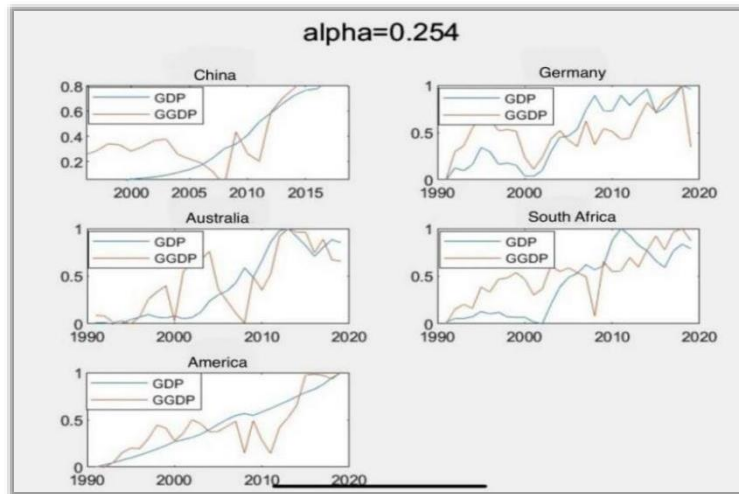 alpha=0.254
China
0.8
0.6
0.4
0.2
GDP
GGDP
2000 2005 2010 2015
Germany
1
0.5
0
GDP
GGDP
1990 2000 2010 2020
Australia
1
0.5
0
GDP
GGDP
1990 2000 2010 2020
South Africa
1
0.5
0
GDP
GGDP
1990 2000 2010 2020
America
1
0.5
0
GDP
GGDP
1990 2000 2010 2020